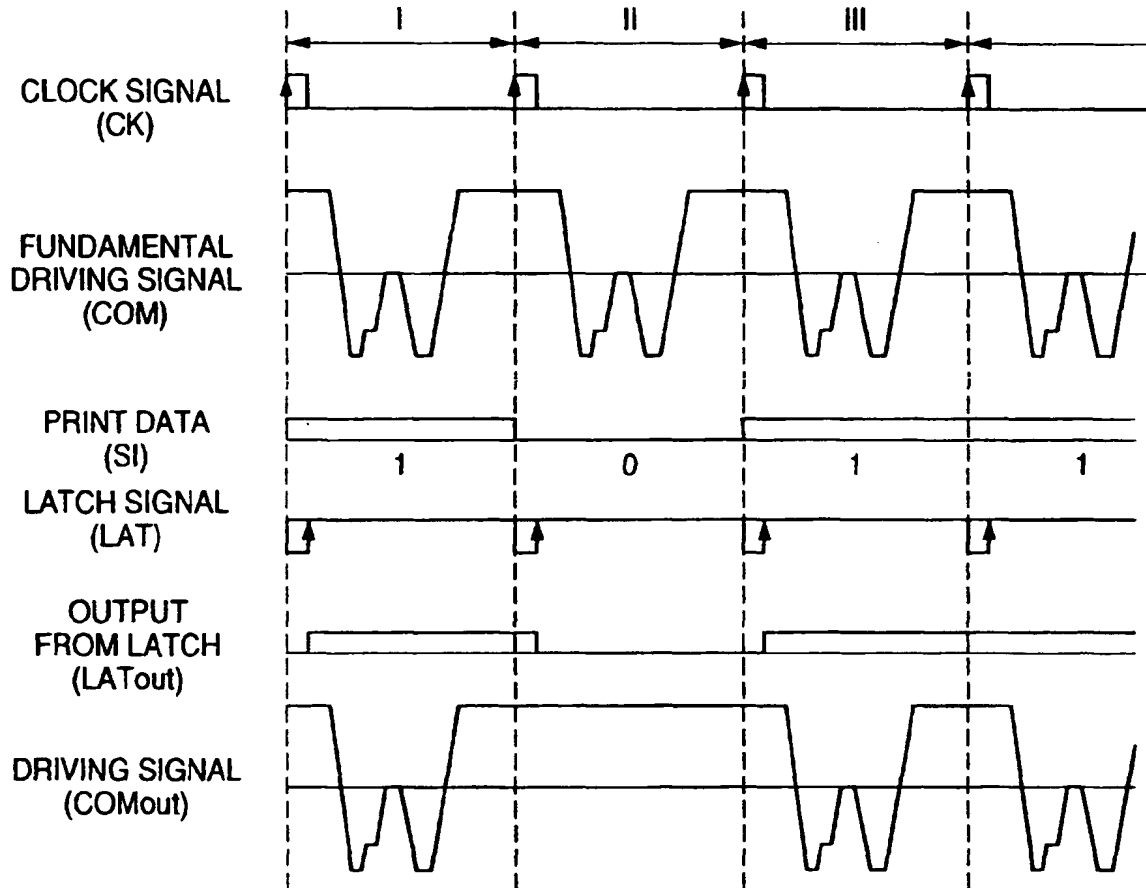 I II III
CLOCK SIGNAL
(CK)
FUNDAMENTAL
DRIVING SIGNAL
(COM)
PRINT DATA
(SI)
1 0 1 1
LATCH SIGNAL
(LAT)
OUTPUT
FROM LATCH
(LATout)
DRIVING SIGNAL
(COMout)